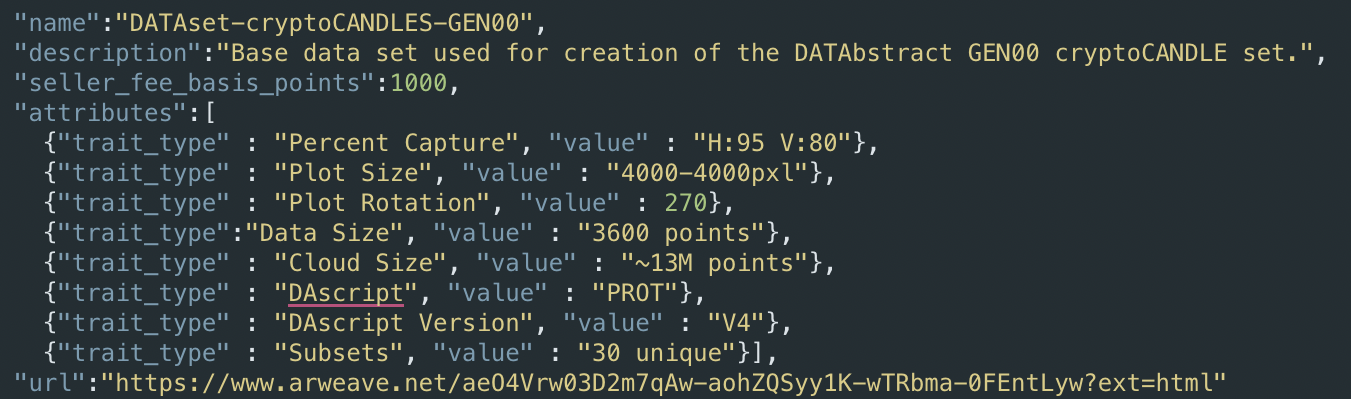 "name":"DATAset-cryptoCANDLES-GEN00",
"description":"Base data set used for creation of the DATAbstract GEN00 cryptoCANDLE set.",
"seller_fee_basis_points":1000,
"attributes":[
{"trait_type" : "Percent Capture", "value" : "H:95 V:80"},
{"trait_type" : "Plot Size", "value" : "4000-4000pxl"},
{"trait_type" : "Plot Rotation", "value" : 270},
{"trait_type":"Data Size", "value" : "3600 points"},
{"trait_type" : "Cloud Size", "value" : "~13M points"},
{"trait_type" : "DAscript", "value" : "PROT"},
{"trait_type" : "DAscript Version", "value" : "V4"},
{"trait_type" : "Subsets", "value" : "30 unique"}],
"url":"https://www.arweave.net/aeO4Vrw03D2m7qAw-aohZQSyy1K-wTRbma-0FEntLyw?ext=html"